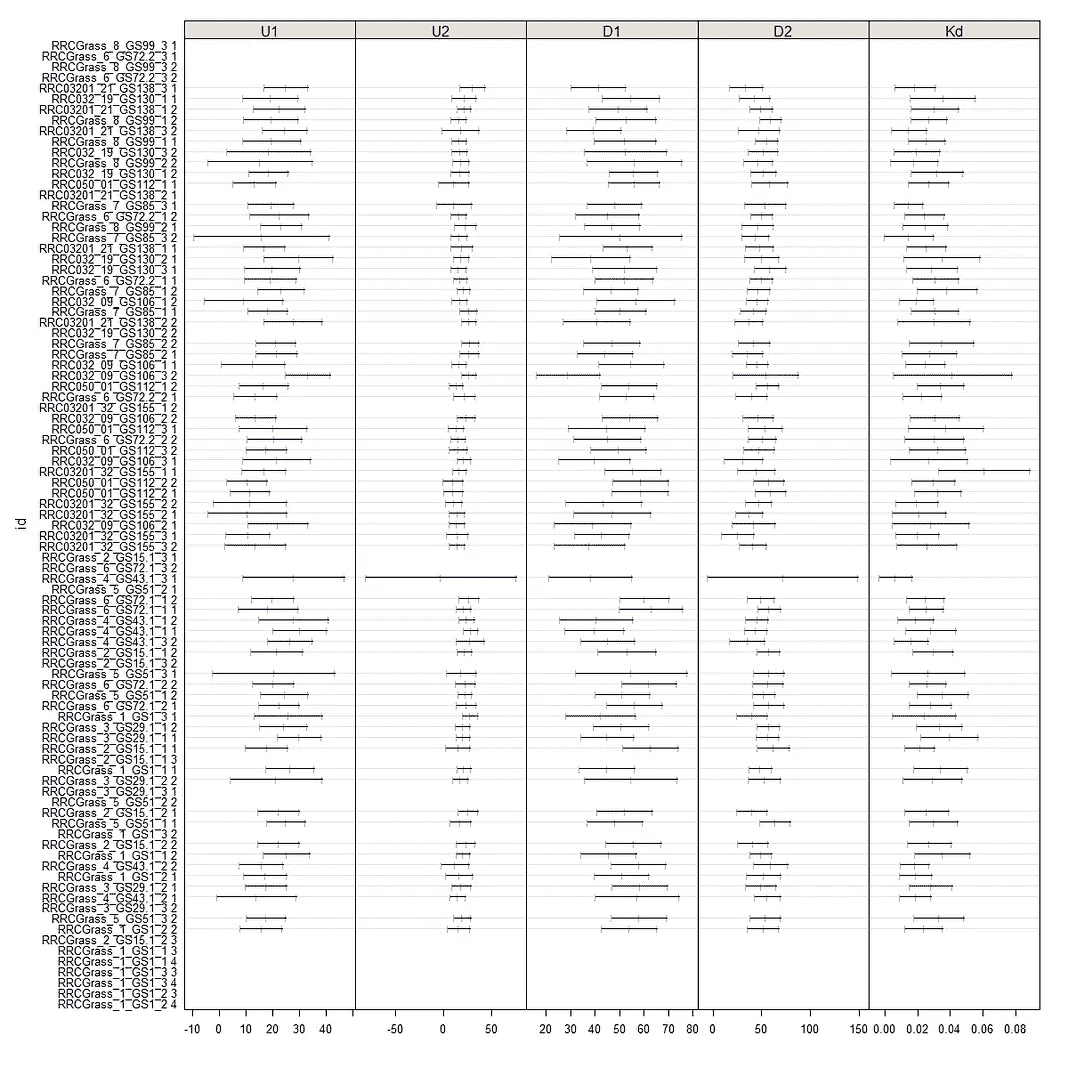 U1 U2 D1 D2 Kd
RRCGrass_8_GS99_3 1
RRCGrass_6_GS72.2_3 1
RRCGrass_8_GS99_3 2
RRCGrass_6_GS72.2_3 2
RRC03201_21_GS138_3 1
RRC032_19_GS130_1 1
RRC03201_21_GS138_1 2
RRCGrass_8_GS99_1 2
RRC03201_21_GS138_3 2
RRCGrass_8_GS99_1 1
RRC032_19_GS130_3 2
RRCGrass_8_GS99_2 2
RRC032_19_GS130_1 2
RRC050_01_GS112_1 1
RRC03201_21_GS138_2 1
RRCGrass_7_GS85_3 1
RRCGrass_6_GS72.2_1 2
RRCGrass_8_GS99_2 1
RRCGrass_7_GS85_3 2
RRC03201_21_GS138_1 1
RRC032_19_GS130_2 1
RRC032_19_GS130_3 1
RRCGrass_6_GS72.2_1 1
RRCGrass_7_GS85_1 2
RRC032_09_GS106_1 2
RRCGrass_7_GS85_1 1
RRC03201_21_GS138_2 2
RRC032_19_GS130_2 2
RRCGrass_7_GS85_2 2
RRCGrass_7_GS85_2 1
RRC032_09_GS106_1 1
RRC032_09_GS106_3 2
RRC050_01_GS112_1 2
RRCGrass_6_GS72.2_2 1
RRC03201_32_GS155_1 2
RRC032_09_GS106_2 2
RRC050_01_GS112_3 1
RRCGrass_6_GS72.2_2 2
RRC050_01_GS112_3 2
RRC032_09_GS106_3 1
RRC03201_32_GS155_1 1
RRC050_01_GS112_2 2
RRC050_01_GS112_2 1
RRC03201_32_GS155_2 2
RRC03201_32_GS155_2 1
RRC032_09_GS106_2 1
RRC03201_32_GS155_3 1
RRC03201_32_GS155_3 2
RRCGrass_2_GS15.1_3 1
RRCGrass_6_GS72.1_3 2
RRCGrass_4_GS43.1_3 1
RRCGrass_5_GS51_2 1
RRCGrass_6_GS72.1_1 2
RRCGrass_6_GS72.1_1 1
RRCGrass_4_GS43.1_1 2
RRCGrass_4_GS43.1_1 1
RRCGrass_4_GS43.1_3 2
RRCGrass_2_GS15.1_1 2
RRCGrass_2_GS15.1_3 2
RRCGrass_5_GS51_3 1
RRCGrass_6_GS72.1_2 2
RRCGrass_5_GS51_1 2
RRCGrass_6_GS72.1_2 1
RRCGrass_1_GS1_3 1
RRCGrass_3_GS29.1_1 2
RRCGrass_3_GS29.1_1 1
RRCGrass_2_GS15.1_1 1
RRCGrass_2_GS15.1_1 3
RRCGrass_1_GS1_1 1
RRCGrass_3_GS29.1_2 2
RRCGrass_3_GS29.1_3 1
RRCGrass_5_GS51_2 2
RRCGrass_2_GS15.1_2 1
RRCGrass_5_GS51_1 1
RRCGrass_1_GS1_3 2
RRCGrass_2_GS15.1_2 2
RRCGrass_1_GS1_1 2
RRCGrass_4_GS43.1_2 2
RRCGrass_1_GS1_2 1
RRCGrass_3_GS29.1_2 1
RRCGrass_4_GS43.1_2 1
RRCGrass_3_GS29.1_3 2
RRCGrass_5_GS51_3 2
RRCGrass_1_GS1_2 2
RRCGrass_2_GS15.1_2 3
RRCGrass_1_GS1_1 3
RRCGrass_1_GS1_1 4
RRCGrass_1_GS1_3 3
RRCGrass_1_GS1_3 4
RRCGrass_1_GS1_2 3
RRCGrass_1_GS1_2 4
id
-10 0 10 20 30 40 -50 0 50 20 30 40 50 60 70 80 0 50 100 150 0.00 0.02 0.04 0.06 0.08